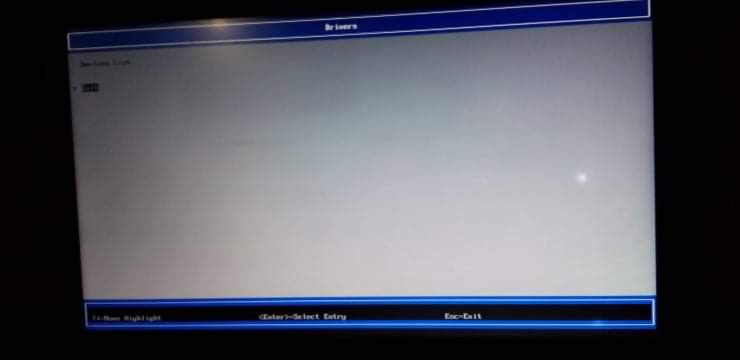 Drivers
Devices List
↑↓=Move Highlight
<Enter>=Select Entry
Esc=Exit